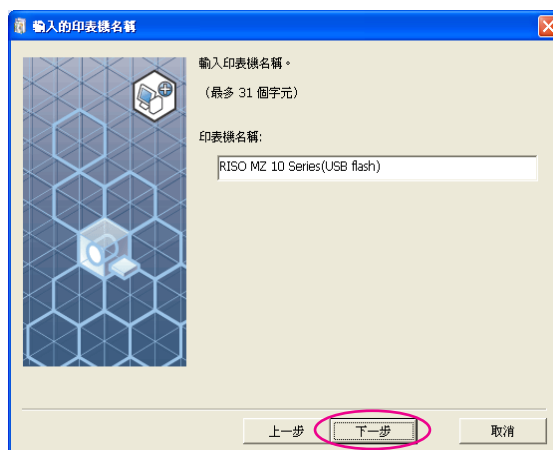 輸入的印表機名稱
輸入印表機名稱。
（最多 31 個字元）
印表機名稱:
RISO MZ 10 Series(USB flash)
上一步 下一步 取消